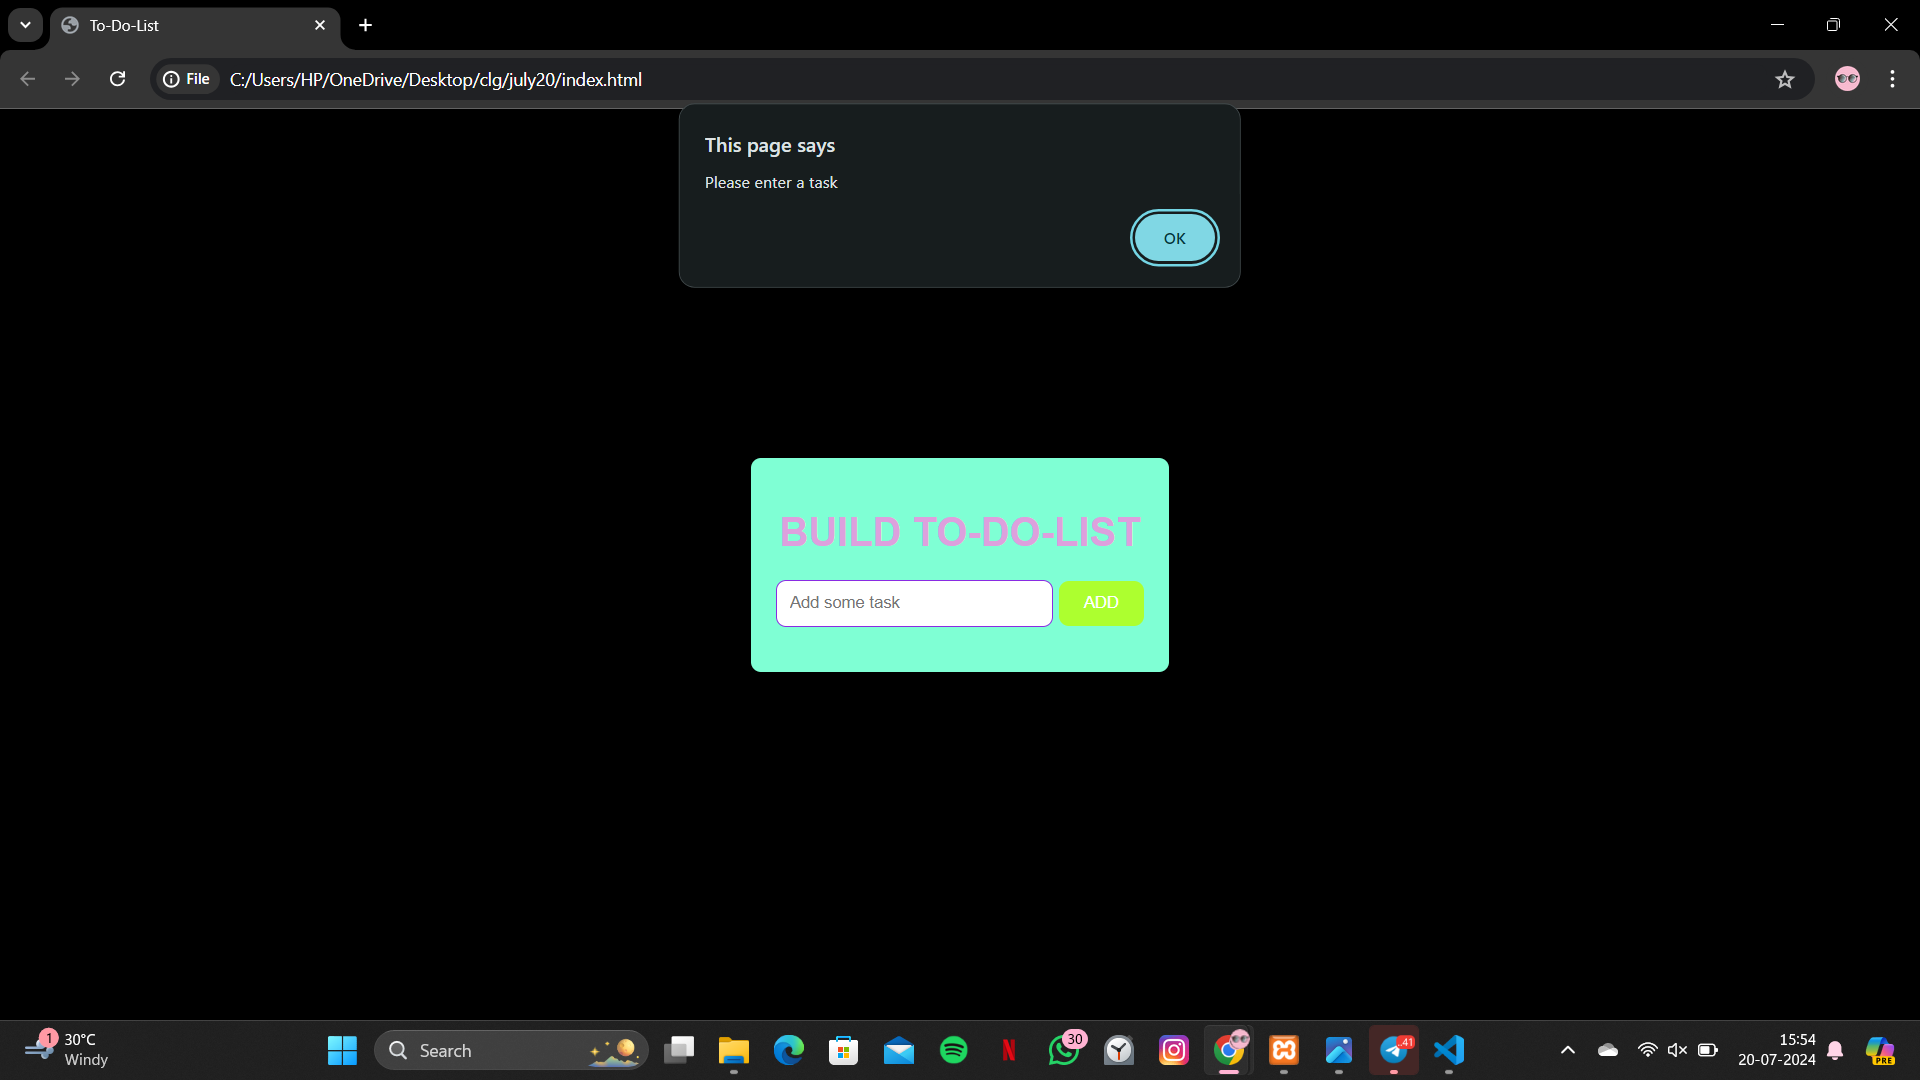 To-Do-List
File
C:/Users/HP/OneDrive/Desktop/clg/july20/index.html
This page says
Please enter a task
OK
BUILD TO-DO-LIST
Add some task
ADD
1
30°C
Windy
Search
N
30
.41
15:54
20-07-2024
PRE